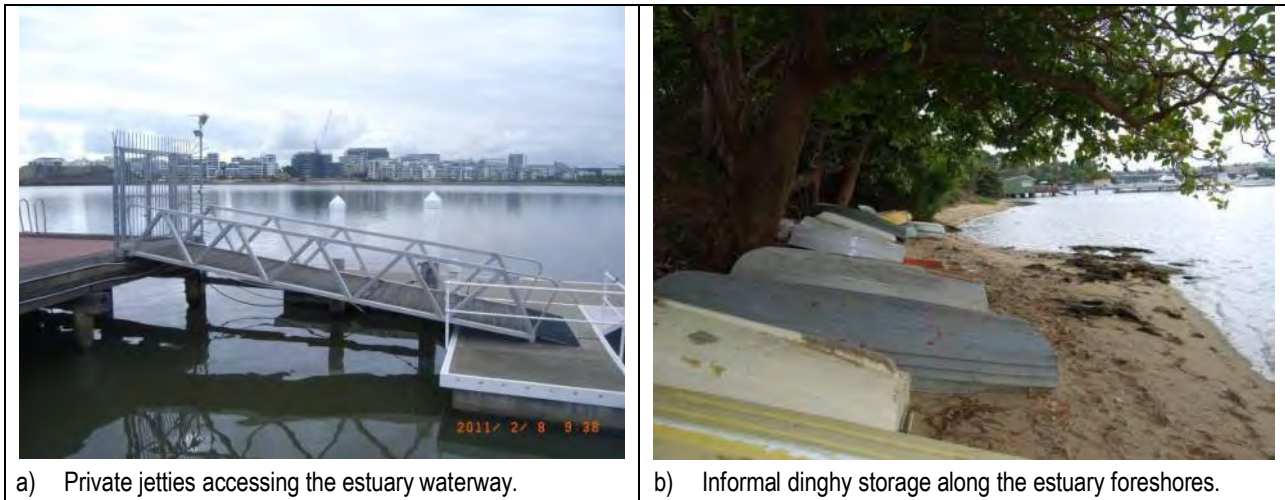 2011/ 2/ 8 9:38
a) Private jetties accessing the estuary waterway.
b) Informal dinghy storage along the estuary foreshores.